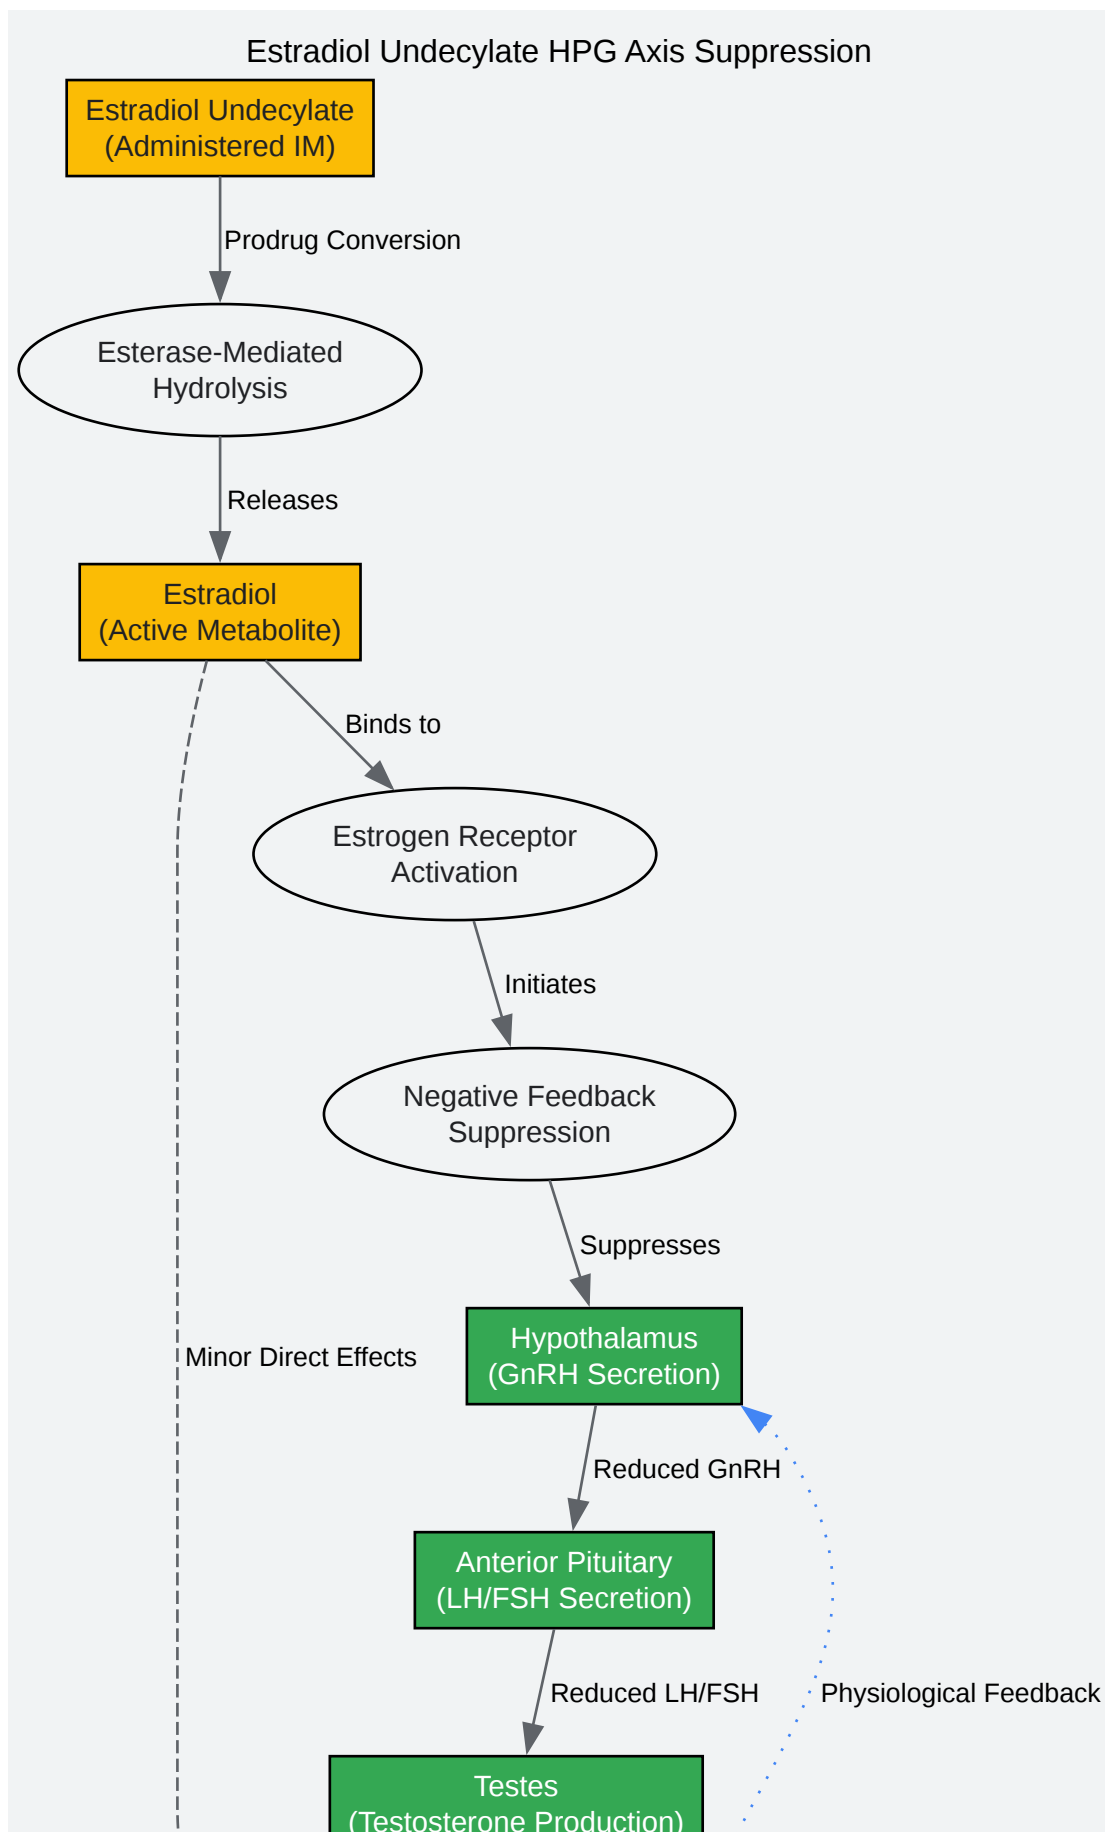 Estradiol Undecylate HPG Axis Suppression
Estradiol Undecylate
(Administered IM)
Prodrug Conversion
Esterase-Mediated
Hydrolysis
Releases
Estradiol
(Active Metabolite)
Binds to
Estrogen Receptor
Activation
Initiates
Negative Feedback
Suppression
Suppresses
Hypothalamus
(GnRH Secretion)
Minor Direct Effects
Reduced GnRH
Anterior Pituitary
(LH/FSH Secretion)
Reduced LH/FSH
Physiological Feedback
Testes
(Testosterone Production)